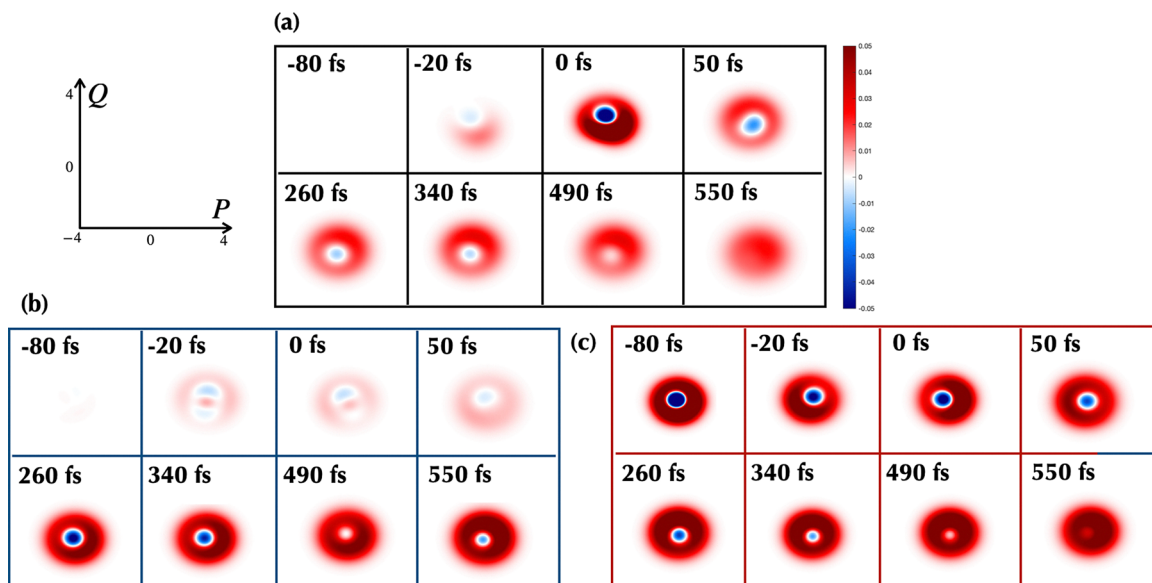 (a)
-80 fs -20 fs 0 fs 50 fs
260 fs 340 fs 490 fs 550 fs
4 Q
0
P
−4 0 4
0.05
0.04
0.03
0.02
0.01
0
-0.01
-0.02
-0.03
-0.04
-0.05
(b)
-80 fs -20 fs 0 fs 50 fs
260 fs 340 fs 490 fs 550 fs
(c)
-80 fs -20 fs 0 fs 50 fs
260 fs 340 fs 490 fs 550 fs